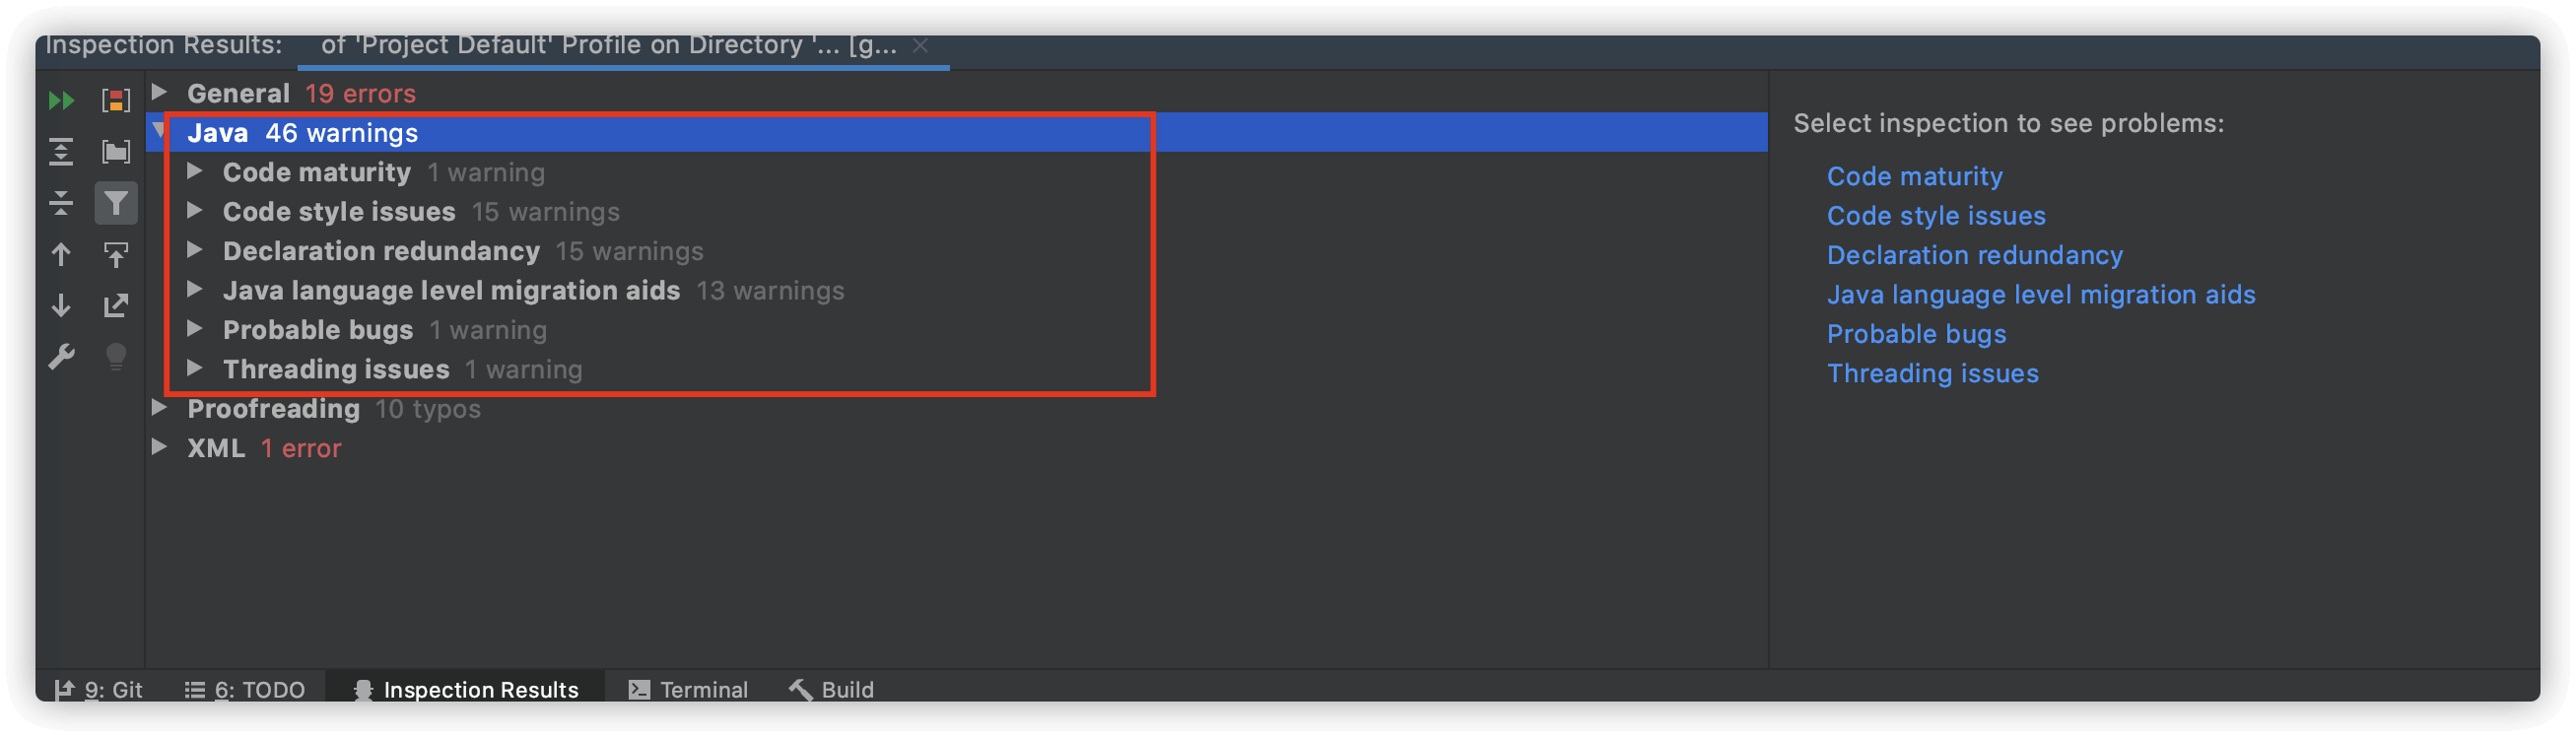 Inspection Results: of 'Project Default' Profile on Directory '... [g...
General 19 errors
Java 46 warnings
Code maturity 1 warning
Code style issues 15 warnings
Declaration redundancy 15 warnings
Java language level migration aids 13 warnings
Probable bugs 1 warning
Threading issues 1 warning
Proofreading 10 typos
XML 1 error
Select inspection to see problems:
Code maturity
Code style issues
Declaration redundancy
Java language level migration aids
Probable bugs
Threading issues
9: Git 6: TODO Inspection Results Terminal Build